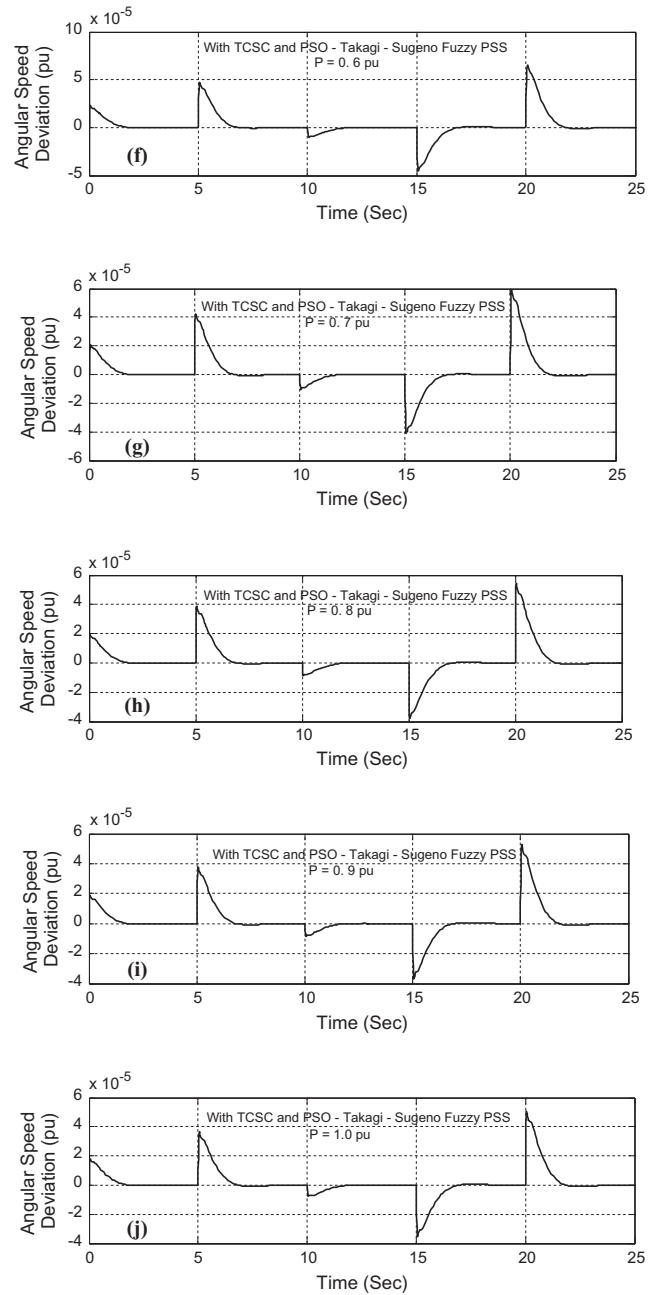 x 10-5
10
With TCSC and PSO - Takagi - Sugeno Fuzzy PSS
P = 0. 6 pu
5
0
-5
Angular Speed
Deviation (pu)
(f)
0 5 10 15 20 25
Time (Sec)
x 10-5
6
With TCSC and PSO - Takagi - Sugeno Fuzzy PSS
P = 0. 7 pu
4
2
0
-2
-4
-6
Angular Speed
Deviation (pu)
(g)
0 5 10 15 20 25
Time (Sec)
x 10-5
6
With TCSC and PSO - Takagi - Sugeno Fuzzy PSS
P = 0. 8 pu
4
2
0
-2
-4
Angular Speed
Deviation (pu)
(h)
0 5 10 15 20 25
Time (Sec)
x 10-5
6
With TCSC and PSO - Takagi - Sugeno Fuzzy PSS
P = 0. 9 pu
4
2
0
-2
-4
Angular Speed
Deviation (pu)
(i)
0 5 10 15 20 25
Time (Sec)
x 10-5
6
With TCSC and PSO - Takagi - Sugeno Fuzzy PSS
P = 1.0 pu
4
2
0
-2
-4
Angular Speed
Deviation (pu)
(j)
0 5 10 15 20 25
Time (Sec)